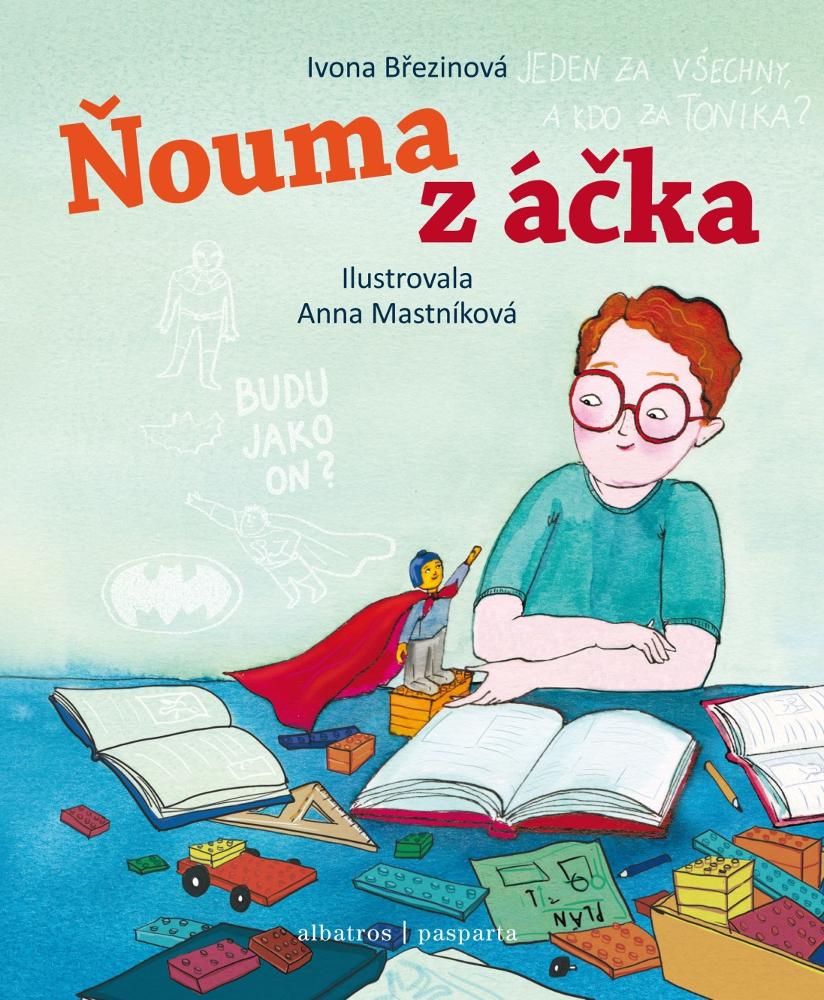 Ivona Březinová
JEDEN ZA VŠECHNY,
A KDO ZA TONÍKA?
Ňouma
z áčka
Ilustrovala
Anna Mastníková
BUDU
JAKO
ON?
PLÁN
albatros | pasparta